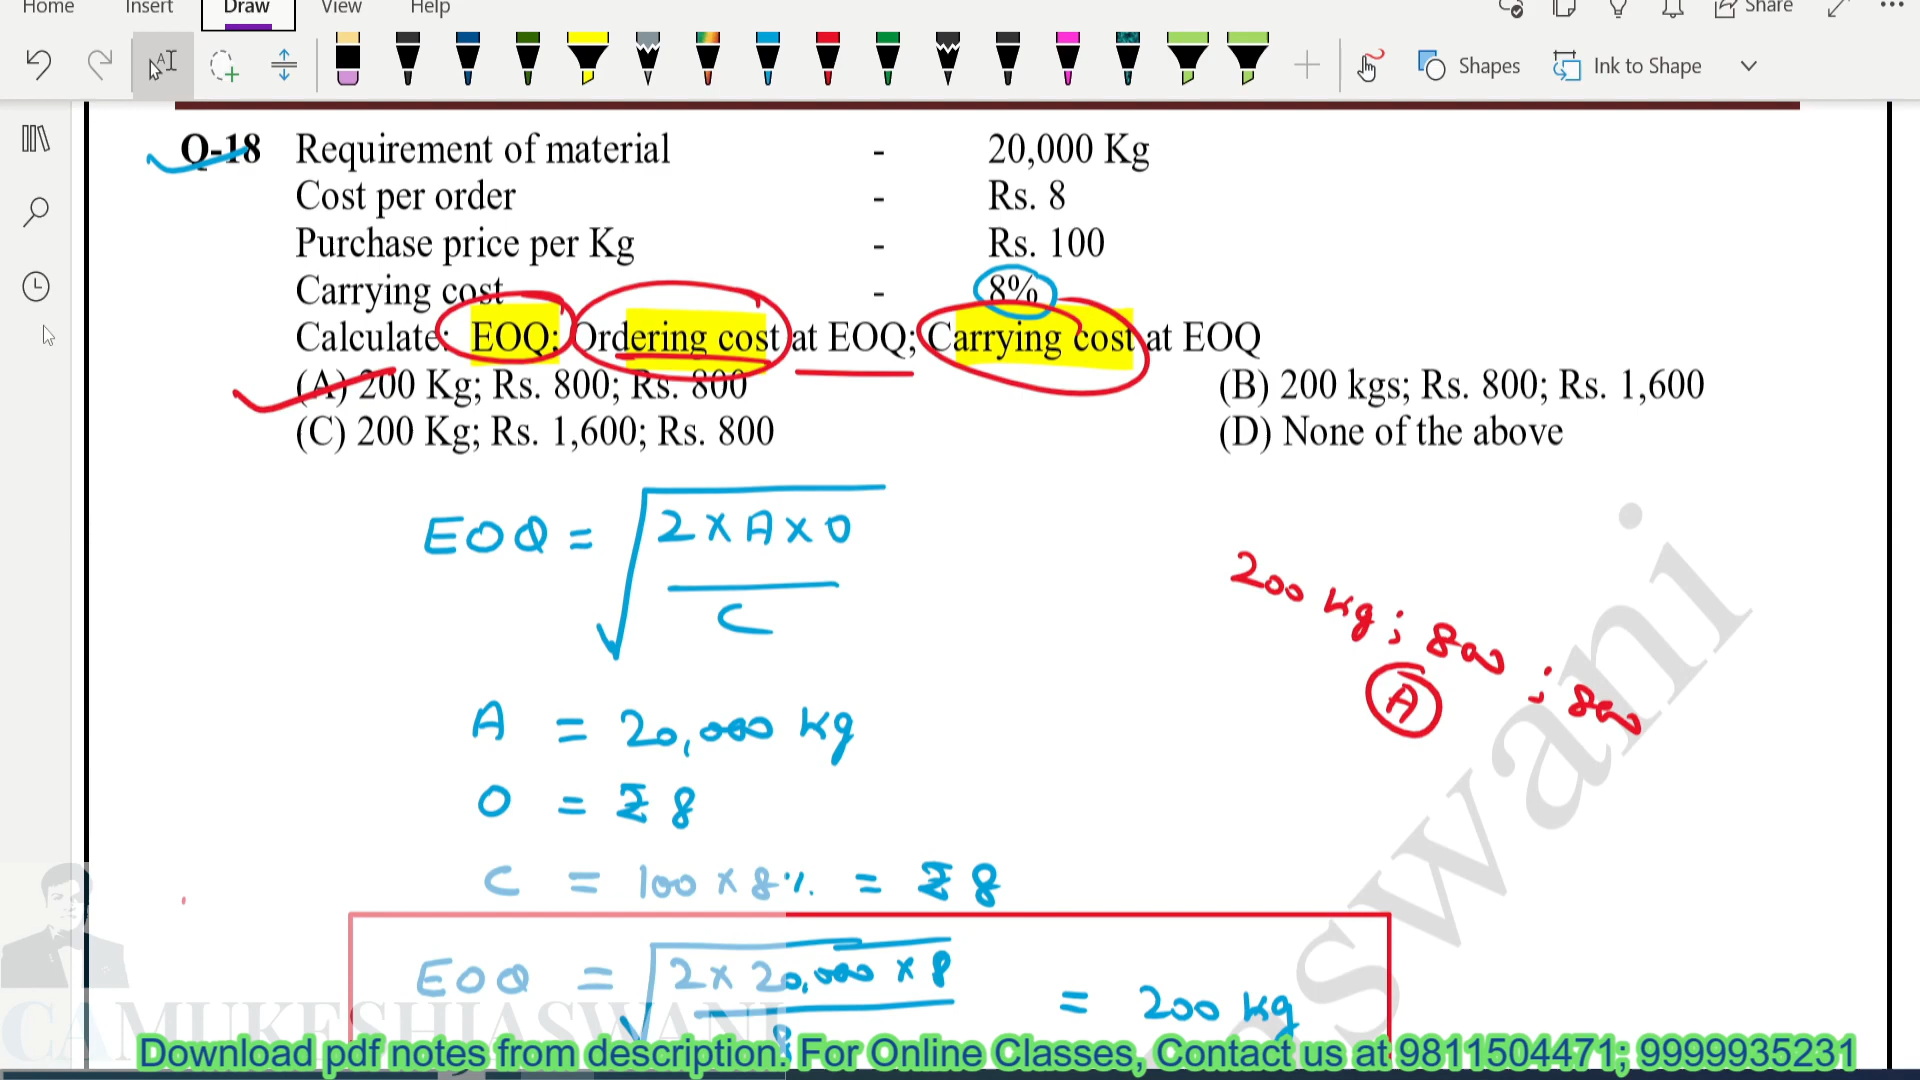 Home Insert Draw View Help Share
Shapes Ink to Shape
Q-18 Requirement of material - 20,000 Kg
Cost per order - Rs. 8
Purchase price per Kg - Rs. 100
Carrying cost - 8%
Calculate: EOQ; Ordering cost at EOQ; Carrying cost at EOQ
(A) 200 Kg; Rs. 800; Rs. 800 (B) 200 kgs; Rs. 800; Rs. 1,600
(C) 200 Kg; Rs. 1,600; Rs. 800 (D) None of the above
EOQ = √ 2 × A × O
C
200 kg; 800 ; 800
A
A = 20,000 kg
O = ₹ 8
C = 100 × 8% = ₹ 8
EOQ = √ 2 × 20,000 × 8 = 200 kg
8
swani
CAMUKESHJASWANI
Download pdf notes from description. For Online Classes, Contact us at 9811504471; 9999935231